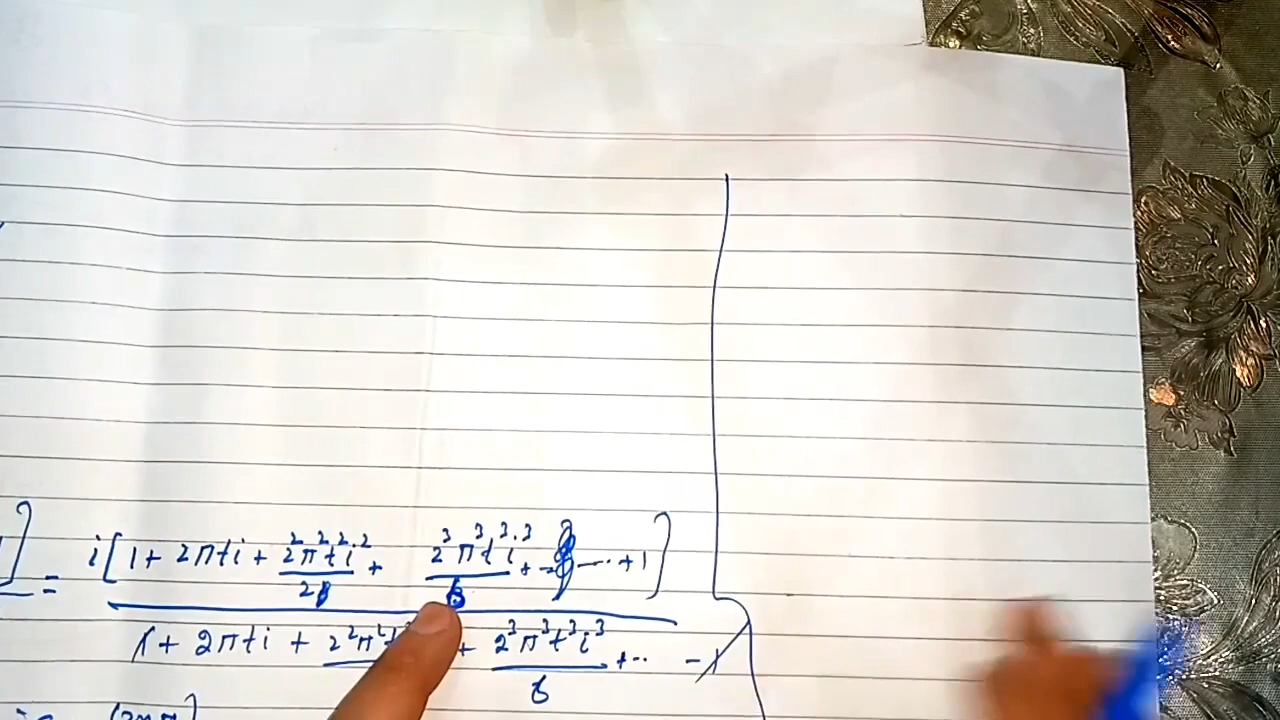 ] = i[1 + 2πti + 2²π²t²i²/2 + 2³π³t³i³/6 + ---- + 1]
1 + 2πti + 2²π²t² + 2³π³t³i³/6 + ·· - 1